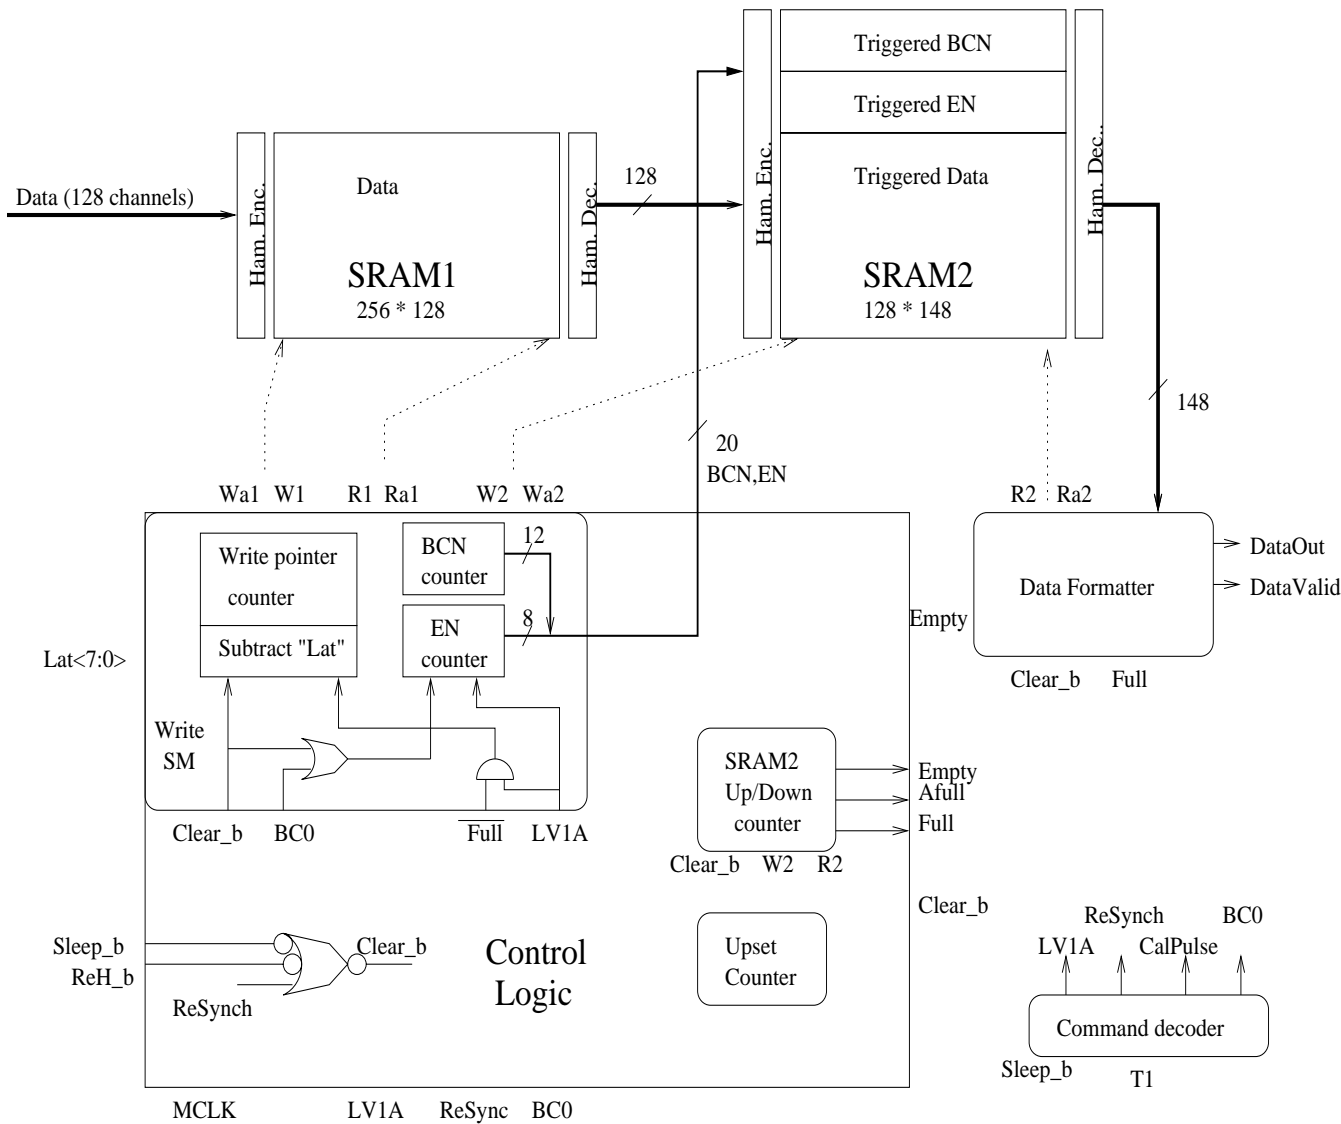 Triggered BCN
Triggered EN
Triggered Data
SRAM2
128 * 148
Ham. Enc.
Ham. Dec..
Data (128 channels)
Ham. Enc.
Data
SRAM1
256 * 128
Ham. Dec.
128
148
20
BCN,EN
Wa1 W1
R1 Ra1
W2 Wa2
R2 Ra2
Write pointer
counter
Subtract "Lat"
BCN
counter
12
EN
counter
8
Lat<7:0>
Write
SM
Clear_b
BC0
Full
LV1A
Empty
Data Formatter
DataOut
DataValid
Clear_b Full
SRAM2
Up/Down
counter
Empty
Afull
Full
Clear_b W2 R2
Clear_b
Sleep_b
ReH_b
ReSynch
Clear_b
Control
Logic
Upset
Counter
ReSynch
BC0
LV1A
CalPulse
Command decoder
Sleep_b
T1
MCLK
LV1A
ReSync
BC0